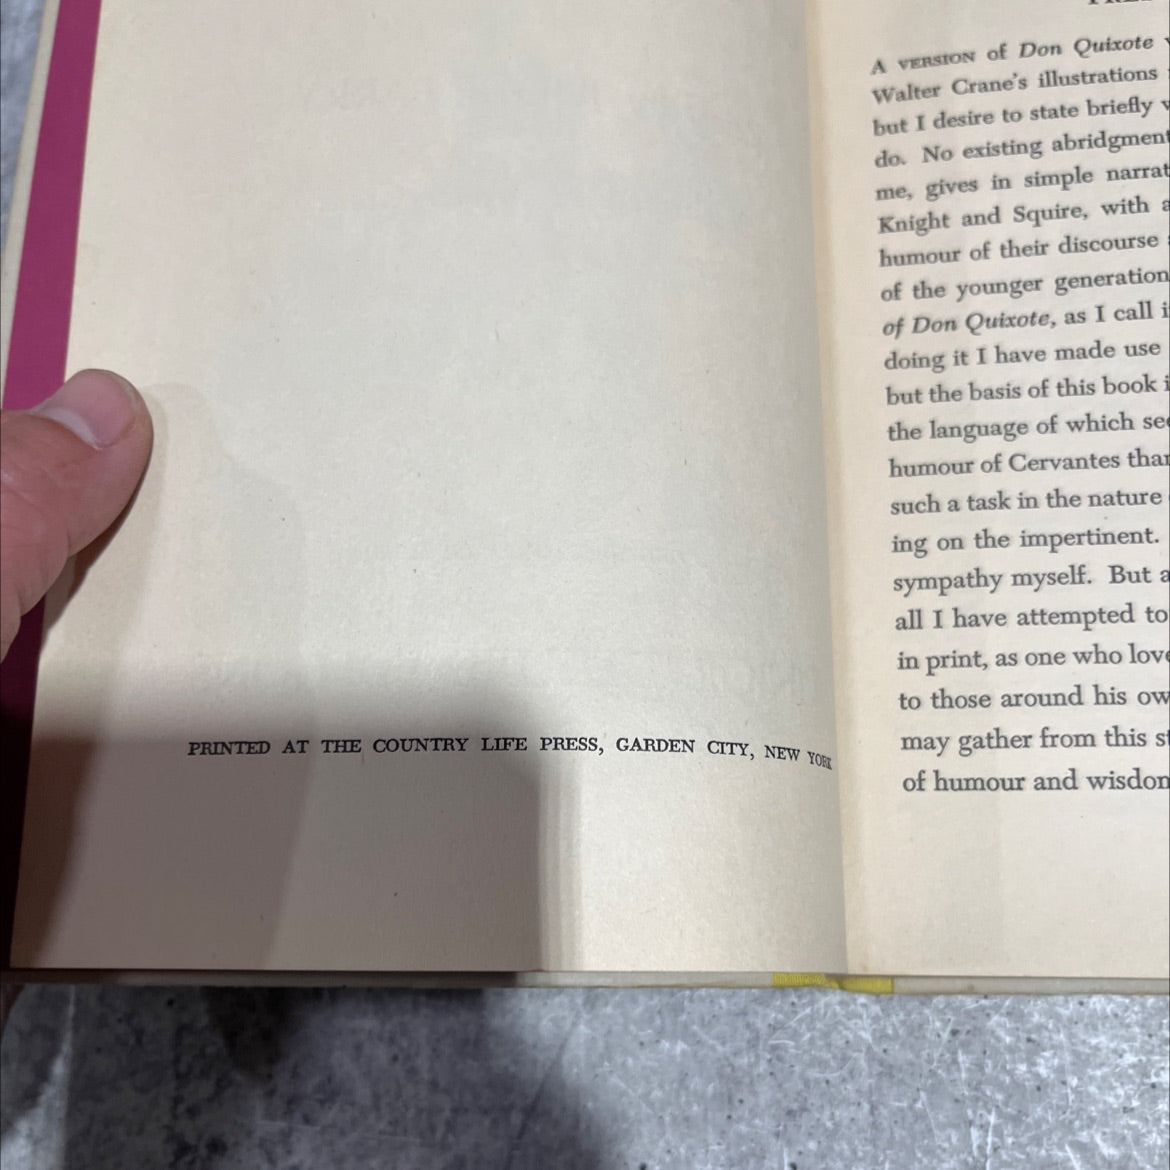 PRINTED AT THE COUNTRY LIFE PRESS, GARDEN CITY, NEW YORK
A VERSION of Don Quixote
Walter Crane's illustrations
but I desire to state briefly
do. No existing abridgment
me, gives in simple narrat
Knight and Squire, with a
humour of their discourse
of the younger generation
of Don Quixote, as I call i
doing it I have made use
but the basis of this book i
the language of which see
humour of Cervantes than
such a task in the nature
ing on the impertinent.
sympathy myself. But a
all I have attempted to
in print, as one who love
to those around his ow
may gather from this st
of humour and wisdom